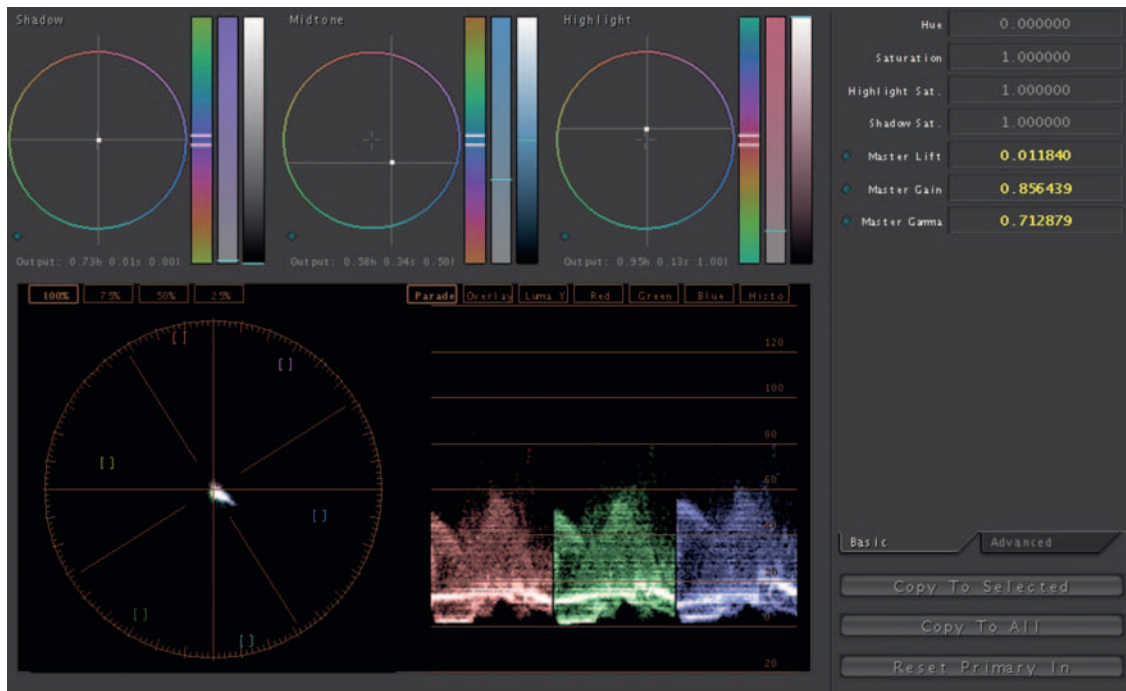 Shadow
Midtone
Highlight
Hue 0.000000
Saturation 1.000000
Highlight Sat. 1.000000
Shadow Sat. 1.000000
Master Lift 0.011840
Master Gain 0.856439
Master Gamma 0.712879
Output: 0.73h 0.01s 0.00l
Output: 0.58h 0.34s 0.50l
Output: 0.95h 0.13s 1.00l
100% 75% 50% 25%
Parade Overlay Luma Y Red Green Blue Histo
120
100
80
60
0
20
Basic
Advanced
Copy To Selected
Copy To All
Reset Primary In